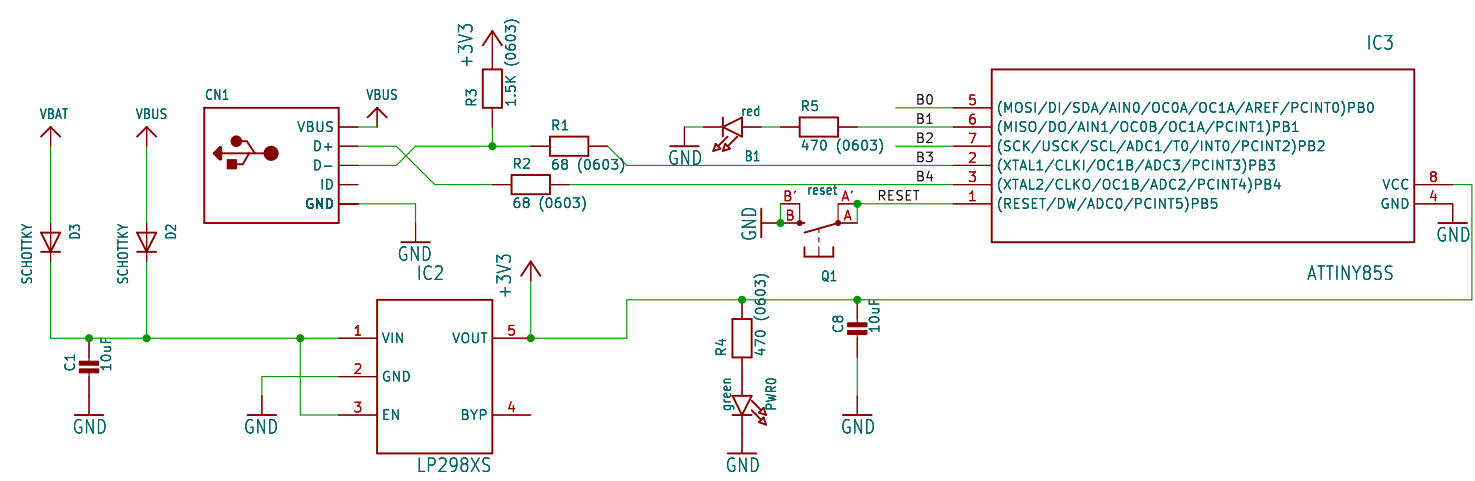 IC3
+3V3
1.5K (0603)
R3
CN1
VBUS
VBAT
VBUS
VBUS
D+
D-
ID
GND
R1
68 (0603)
R2
68 (0603)
red
R5
470 (0603)
GND
B1
B0
B1
B2
B3
B4
RESET
5
6
7
2
3
1
(MOSI/DI/SDA/AIN0/OC0A/OC1A/AREF/PCINT0)PB0
(MISO/DO/AIN1/OC0B/OC1A/PCINT1)PB1
(SCK/USCK/SCL/ADC1/T0/INT0/PCINT2)PB2
(XTAL1/CLKI/OC1B/ADC3/PCINT3)PB3
(XTAL2/CLKO/OC1B/ADC2/PCINT4)PB4
(RESET/DW/ADC0/PCINT5)PB5
VCC
8
GND
4
GND
ATTINY85S
reset
B'
A'
B
A
GND
Q1
SCHOTTKY
D3
SCHOTTKY
D2
GND
IC2
+3V3
1
VIN
VOUT
5
2
GND
3
EN
BYP
4
LP298XS
C1
10uF
GND
GND
R4
470 (0603)
green
PWR0
GND
C8
10uF
GND